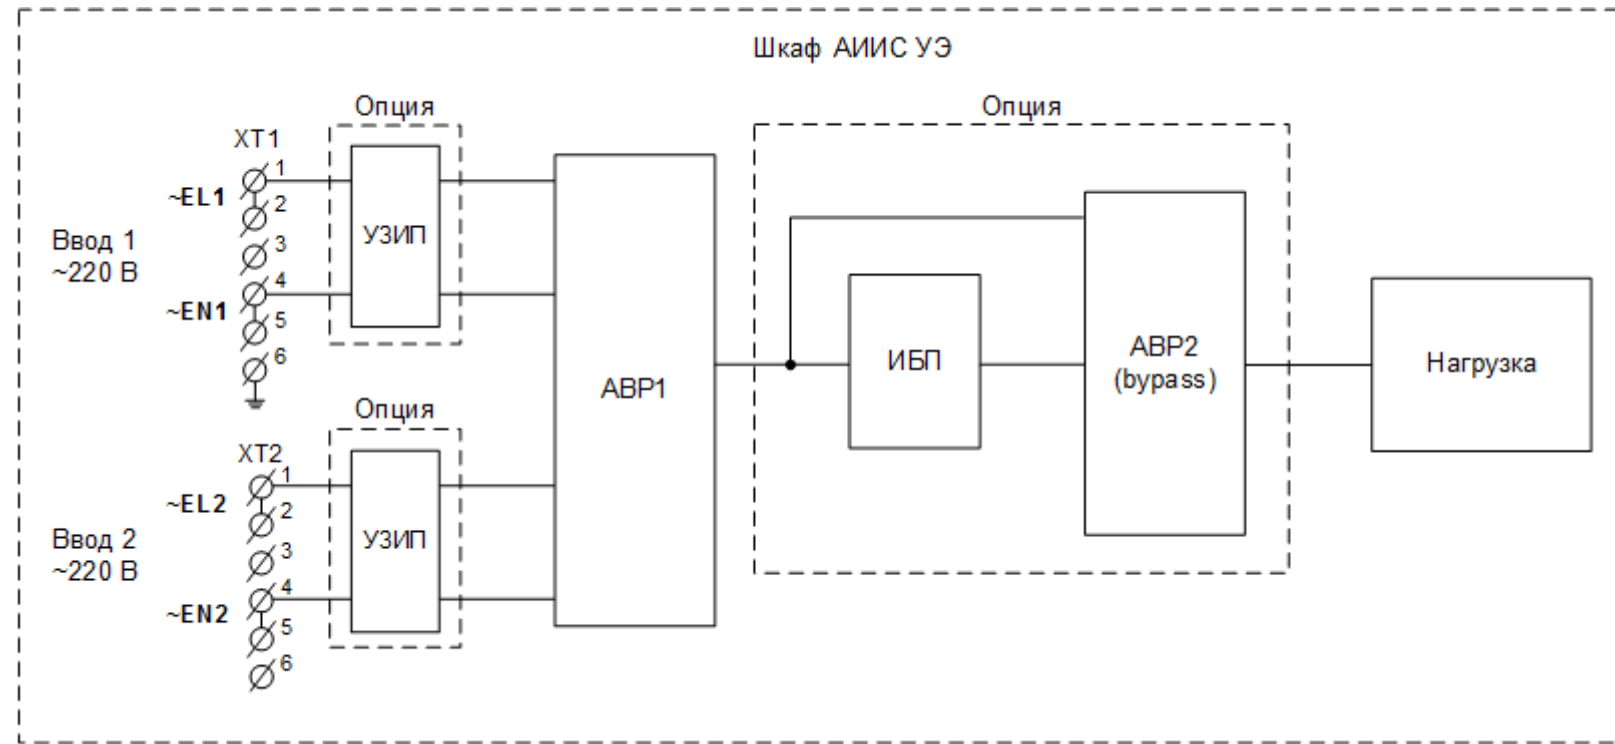 Шкаф АИИС УЭ
Опция
Опция
XT1
1
~EL1
2
УЗИП
3
Ввод 1
~220 В
4
~EN1
5
6
АВР1
ИБП
АВР2
(bypass)
Нагрузка
Опция
XT2
1
~EL2
2
УЗИП
3
Ввод 2
~220 В
4
~EN2
5
6